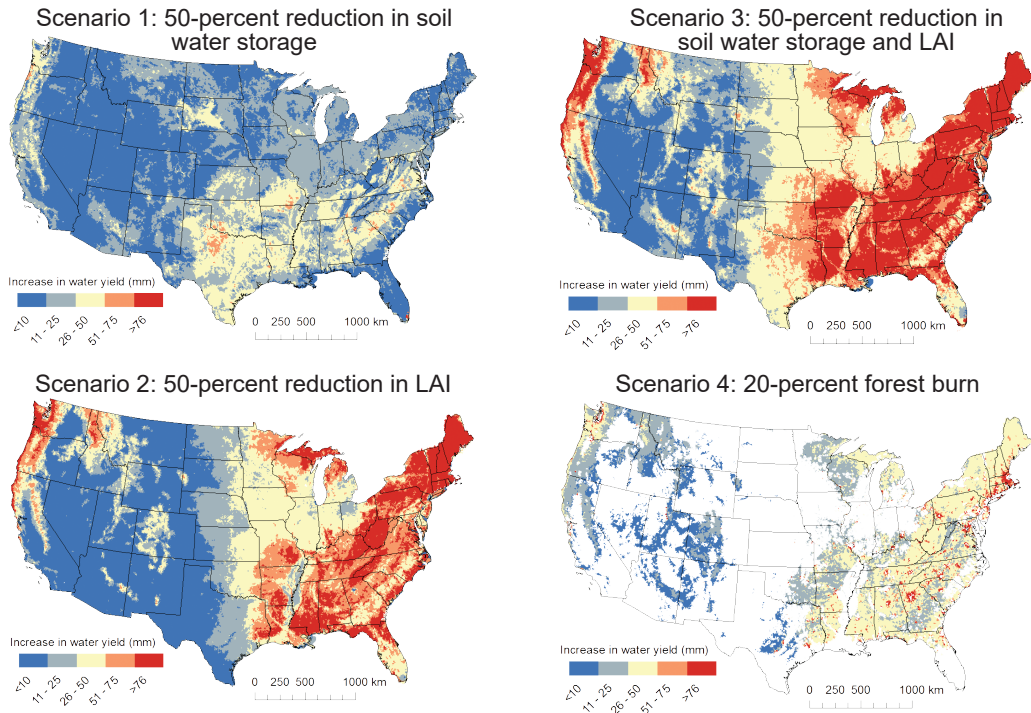 Scenario 1: 50-percent reduction in soil
water storage
Increase in water yield (mm)
<10
11 - 25
26 - 50
51 - 75
>76
0 250 500 1000 km
Scenario 3: 50-percent reduction in
soil water storage and LAI
Increase in water yield (mm)
<10
11 - 25
26 - 50
51 - 75
>76
0 250 500 1000 km
Scenario 2: 50-percent reduction in LAI
Increase in water yield (mm)
<10
11 - 25
26 - 50
51 - 75
>76
0 250 500 1000 km
Scenario 4: 20-percent forest burn
Increase in water yield (mm)
<10
11 - 25
26 - 50
51 - 75
>76
0 250 500 1000 km